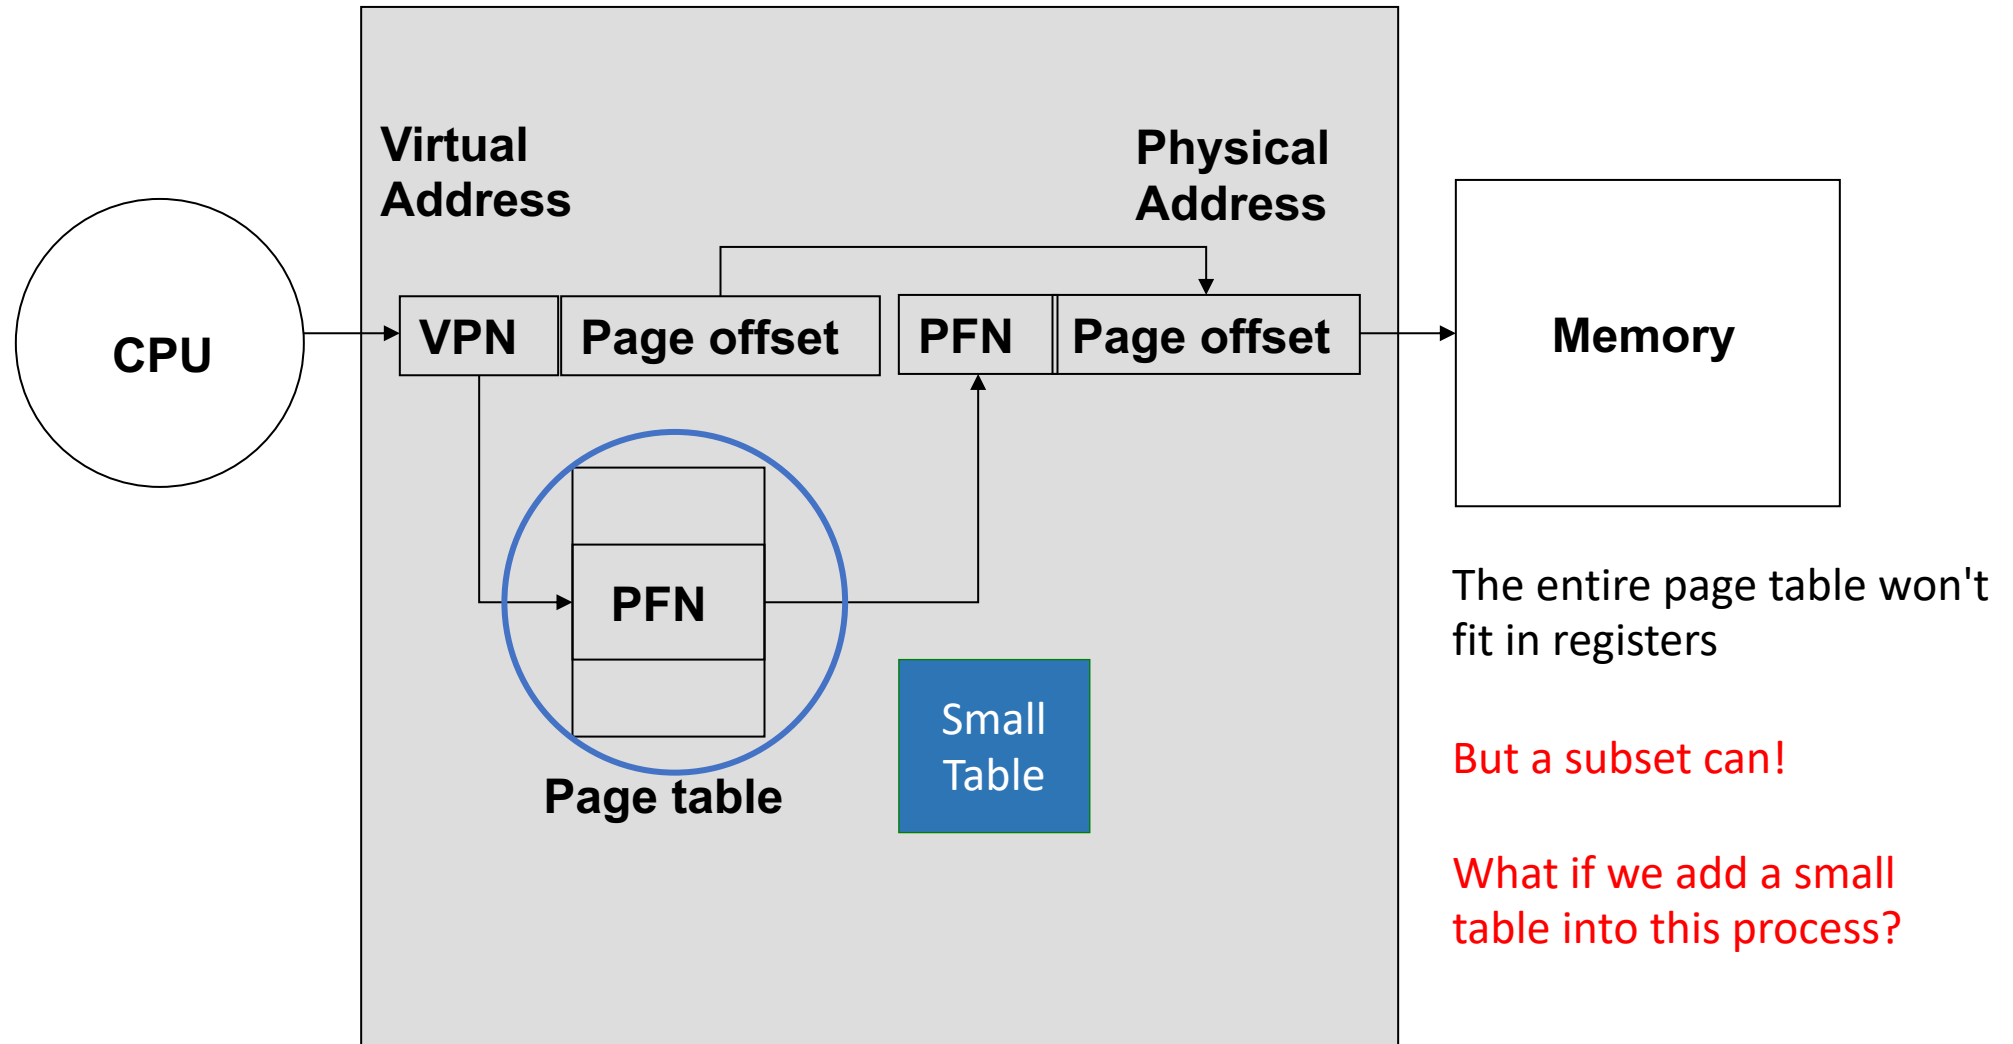 Virtual
Address
Physical
Address
CPU
VPN
Page offset
PFN
Page offset
Memory
PFN
Page table
Small
Table
The entire page table won't
fit in registers
But a subset can!
What if we add a small
table into this process?